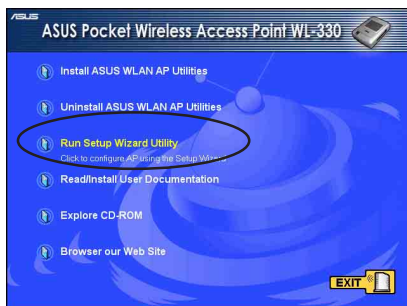 ASUS
ASUS Pocket Wireless Access Point WL-330
Install ASUS WLAN AP Utilities
Uninstall ASUS WLAN AP Utilities
Run Setup Wizard Utility
Click to configure AP using the Setup Wizard
Read/Install User Documentation
Explore CD-ROM
Browser our Web Site
EXIT